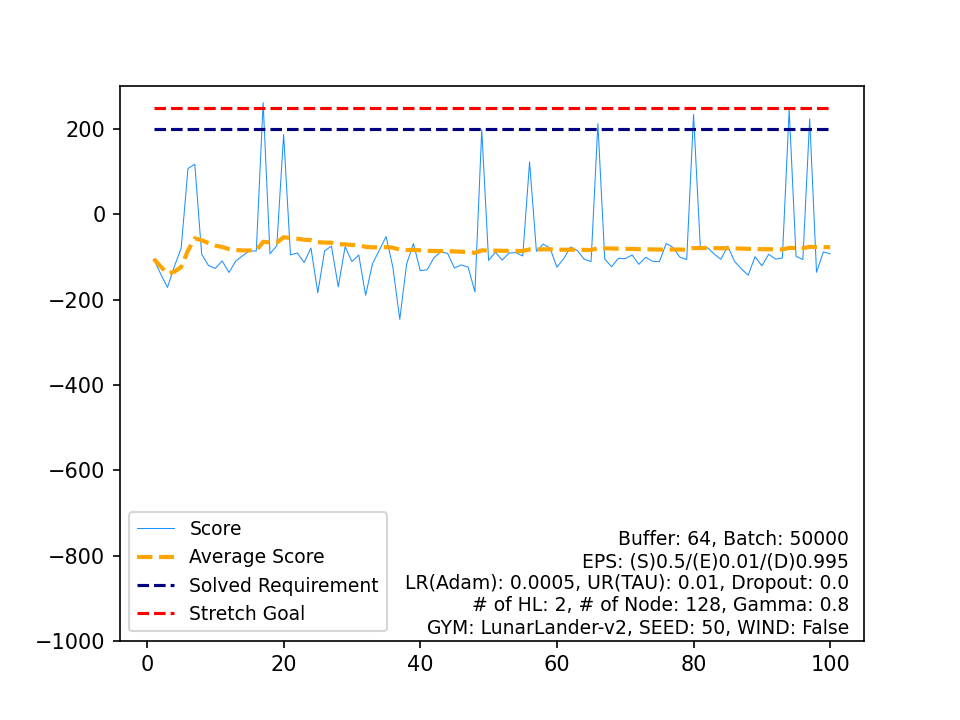 200
0
−200
−400
−600
−800
−1000
0
20
40
60
80
100
Score
Average Score
Solved Requirement
Stretch Goal
Buffer: 64, Batch: 50000
EPS: (S)0.5/(E)0.01/(D)0.995
LR(Adam): 0.0005, UR(TAU): 0.01, Dropout: 0.0
# of HL: 2, # of Node: 128, Gamma: 0.8
GYM: LunarLander-v2, SEED: 50, WIND: False